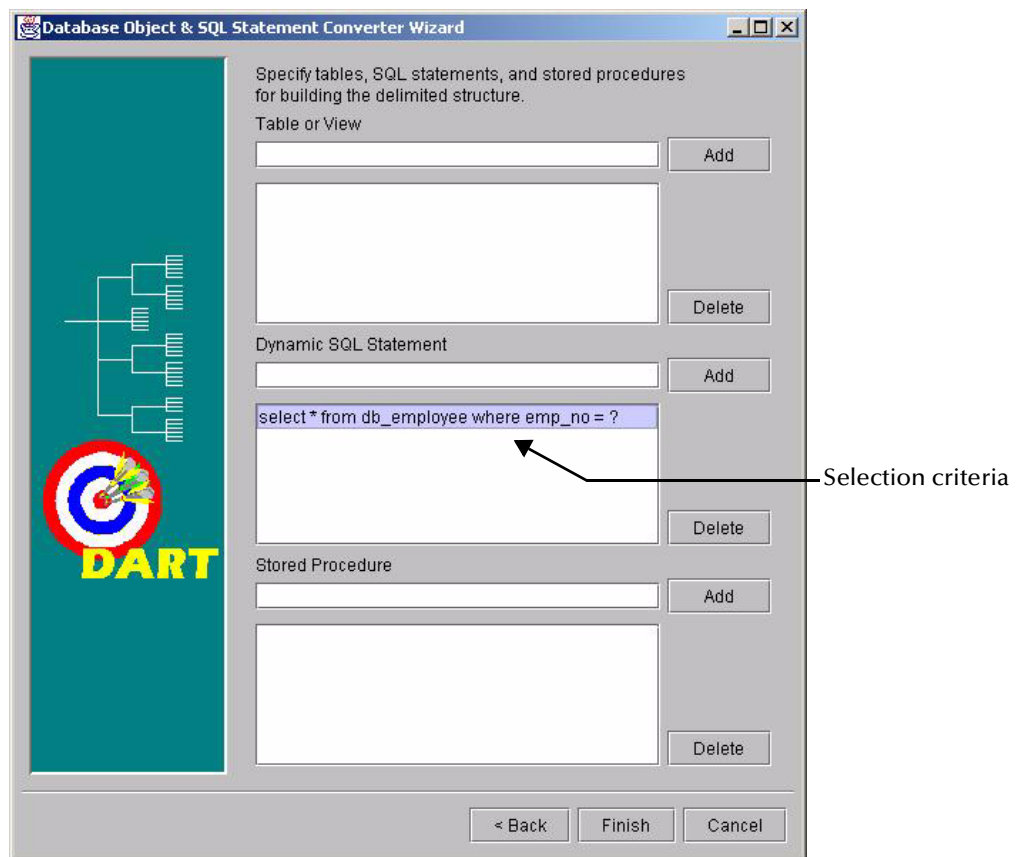 Database Object & SQL Statement Converter Wizard
Specify tables, SQL statements, and stored procedures
for building the delimited structure.
Table or View
Add
Delete
Dynamic SQL Statement
Add
select * from db_employee where emp_no = ?
Selection criteria
Delete
DART
Stored Procedure
Add
Delete
< Back
Finish
Cancel